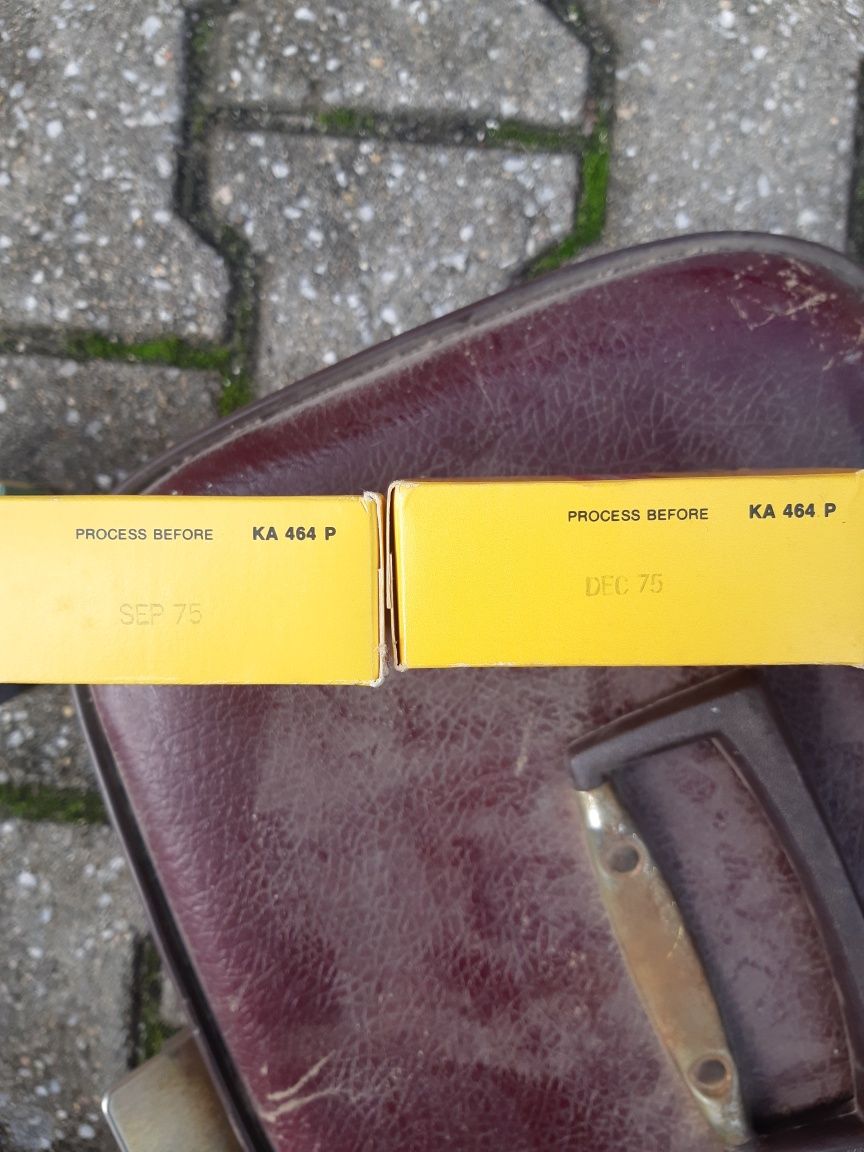 PROCESS BEFORE KA 464 P
SEP 75
PROCESS BEFORE KA 464 P
DEC 75